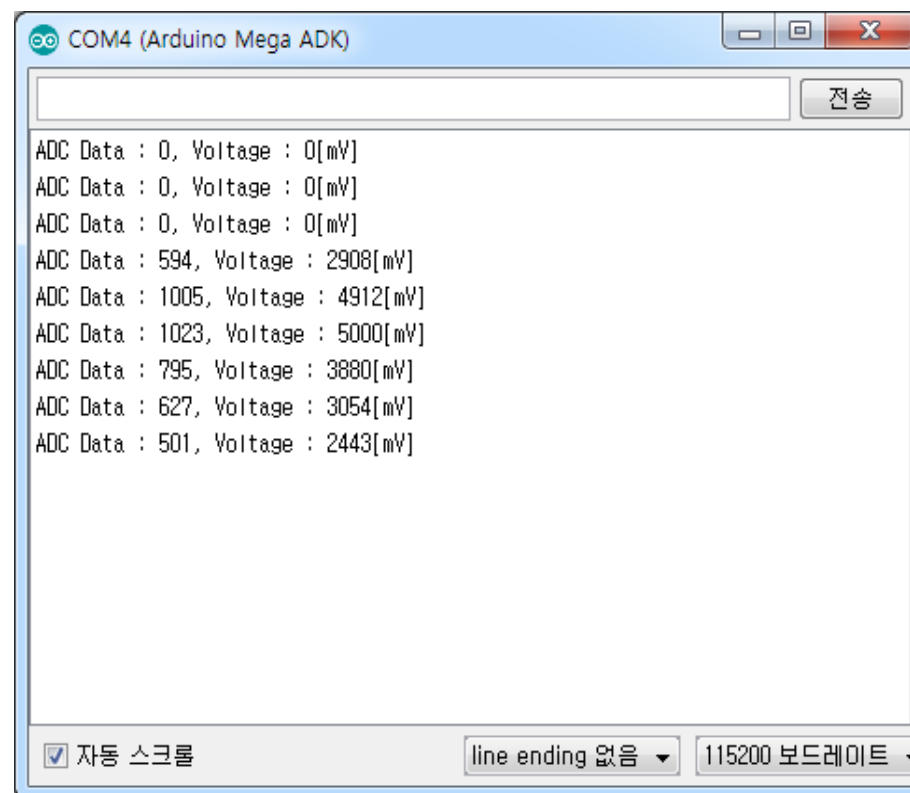 COM4 (Arduino Mega ADK)
전송
ADC Data : 0, Voltage : 0[mV]
ADC Data : 0, Voltage : 0[mV]
ADC Data : 0, Voltage : 0[mV]
ADC Data : 594, Voltage : 2908[mV]
ADC Data : 1005, Voltage : 4912[mV]
ADC Data : 1023, Voltage : 5000[mV]
ADC Data : 795, Voltage : 3880[mV]
ADC Data : 627, Voltage : 3054[mV]
ADC Data : 501, Voltage : 2443[mV]
자동 스크롤 line ending 없음 115200 보드레이트